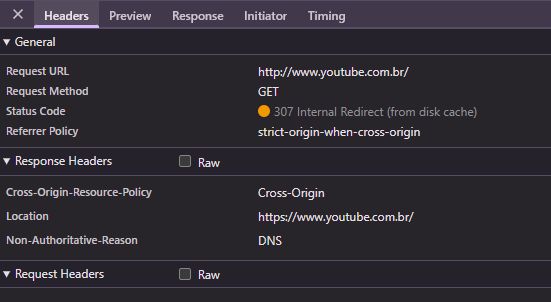 Headers Preview Response Initiator Timing
General
Request URL http://www.youtube.com.br/
Request Method GET
Status Code 307 Internal Redirect (from disk cache)
Referrer Policy strict-origin-when-cross-origin
Response Headers Raw
Cross-Origin-Resource-Policy Cross-Origin
Location https://www.youtube.com.br/
Non-Authoritative-Reason DNS
Request Headers Raw